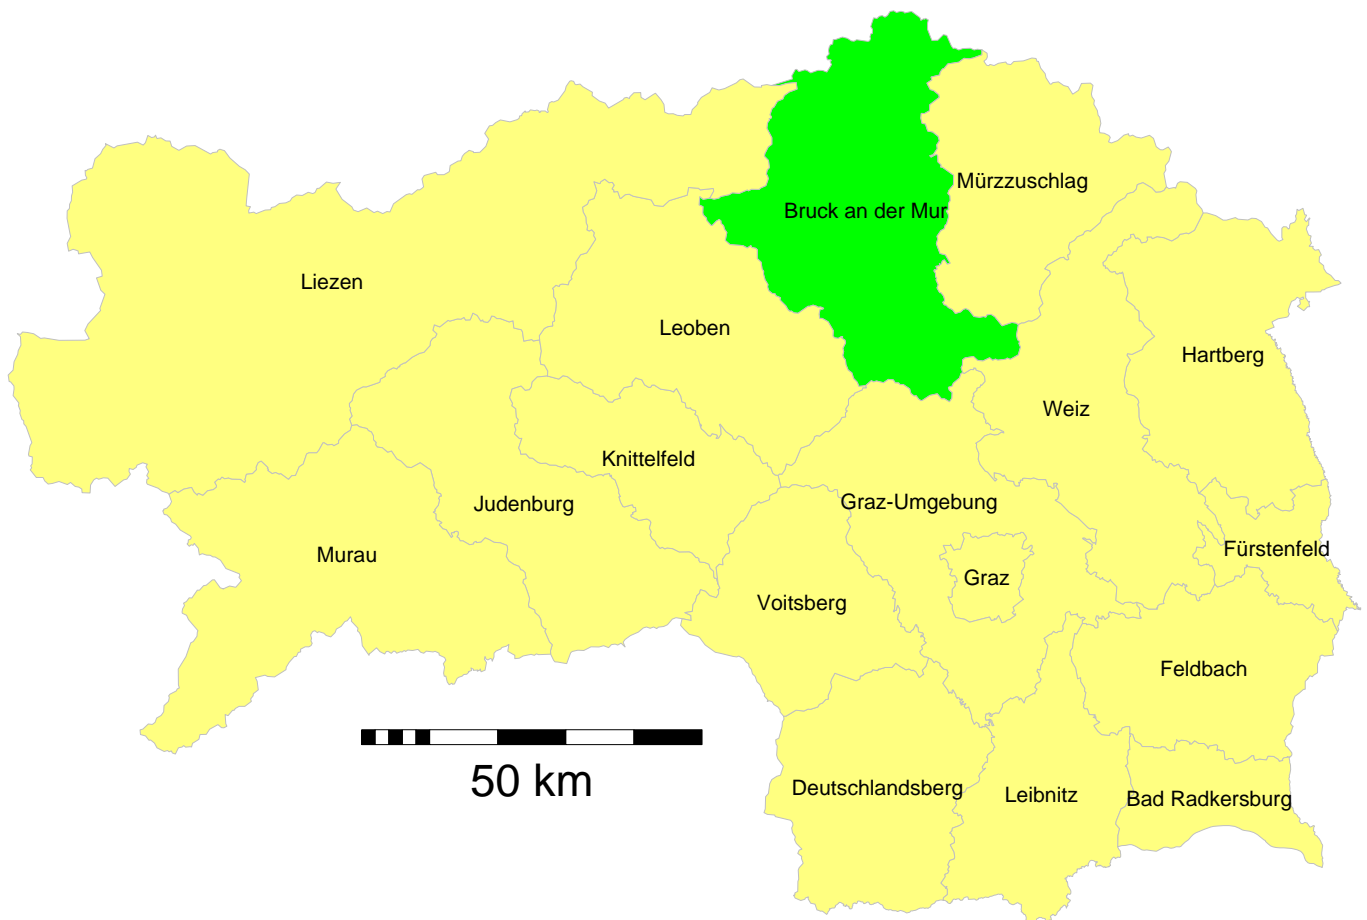 Mürzzuschlag
Bruck an der Mur
Liezen
Leoben
Hartberg
Weiz
Knittelfeld
Judenburg
Graz-Umgebung
Murau
Fürstenfeld
Graz
Voitsberg
Feldbach
50 km
Deutschlandsberg
Leibnitz
Bad Radkersburg